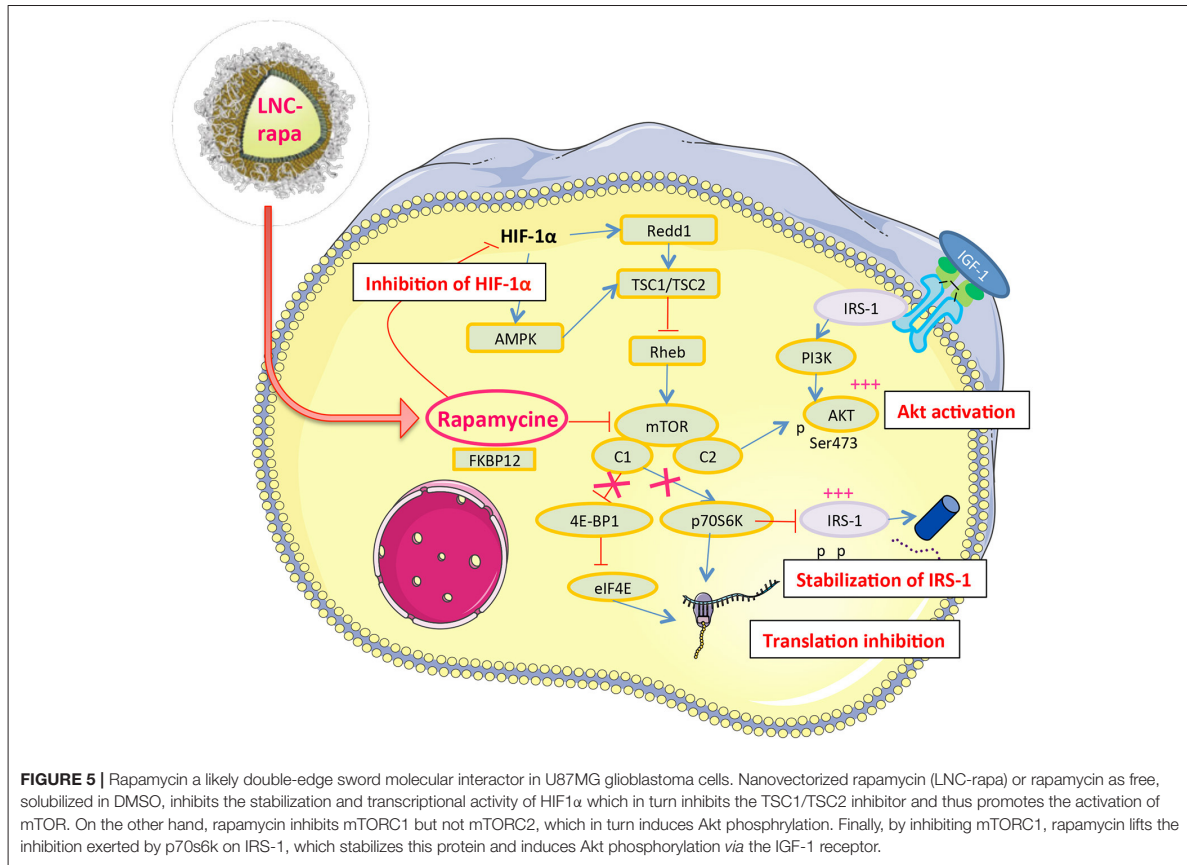 LNC-
rapa
HIF-1α
Redd1
IGF-1
Inhibition of HIF-1α
TSC1/TSC2
IRS-1
AMPK
Rheb
PI3K
+++
Rapamycine
mTOR
AKT
Akt activation
p
Ser473
FKBP12
C1
C2
+++
4E-BP1
p70S6K
IRS-1
p p
eIF4E
Stabilization of IRS-1
Translation inhibition
FIGURE 5 | Rapamycin a likely double-edge sword molecular interactor in U87MG glioblastoma cells. Nanovectorized rapamycin (LNC-rapa) or rapamycin as free,
solubilized in DMSO, inhibits the stabilization and transcriptional activity of HIF1α which in turn inhibits the TSC1/TSC2 inhibitor and thus promotes the activation of
mTOR. On the other hand, rapamycin inhibits mTORC1 but not mTORC2, which in turn induces Akt phosphrylation. Finally, by inhibiting mTORC1, rapamycin lifts the
inhibition exerted by p70s6k on IRS-1, which stabilizes this protein and induces Akt phosphorylation via the IGF-1 receptor.